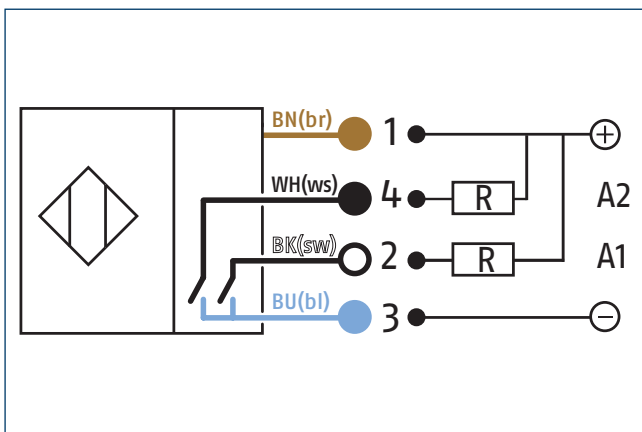 BN(br) 1 +
WH(ws) 4 R A2
BK(sw) 2 R A1
BU(bl) 3 −